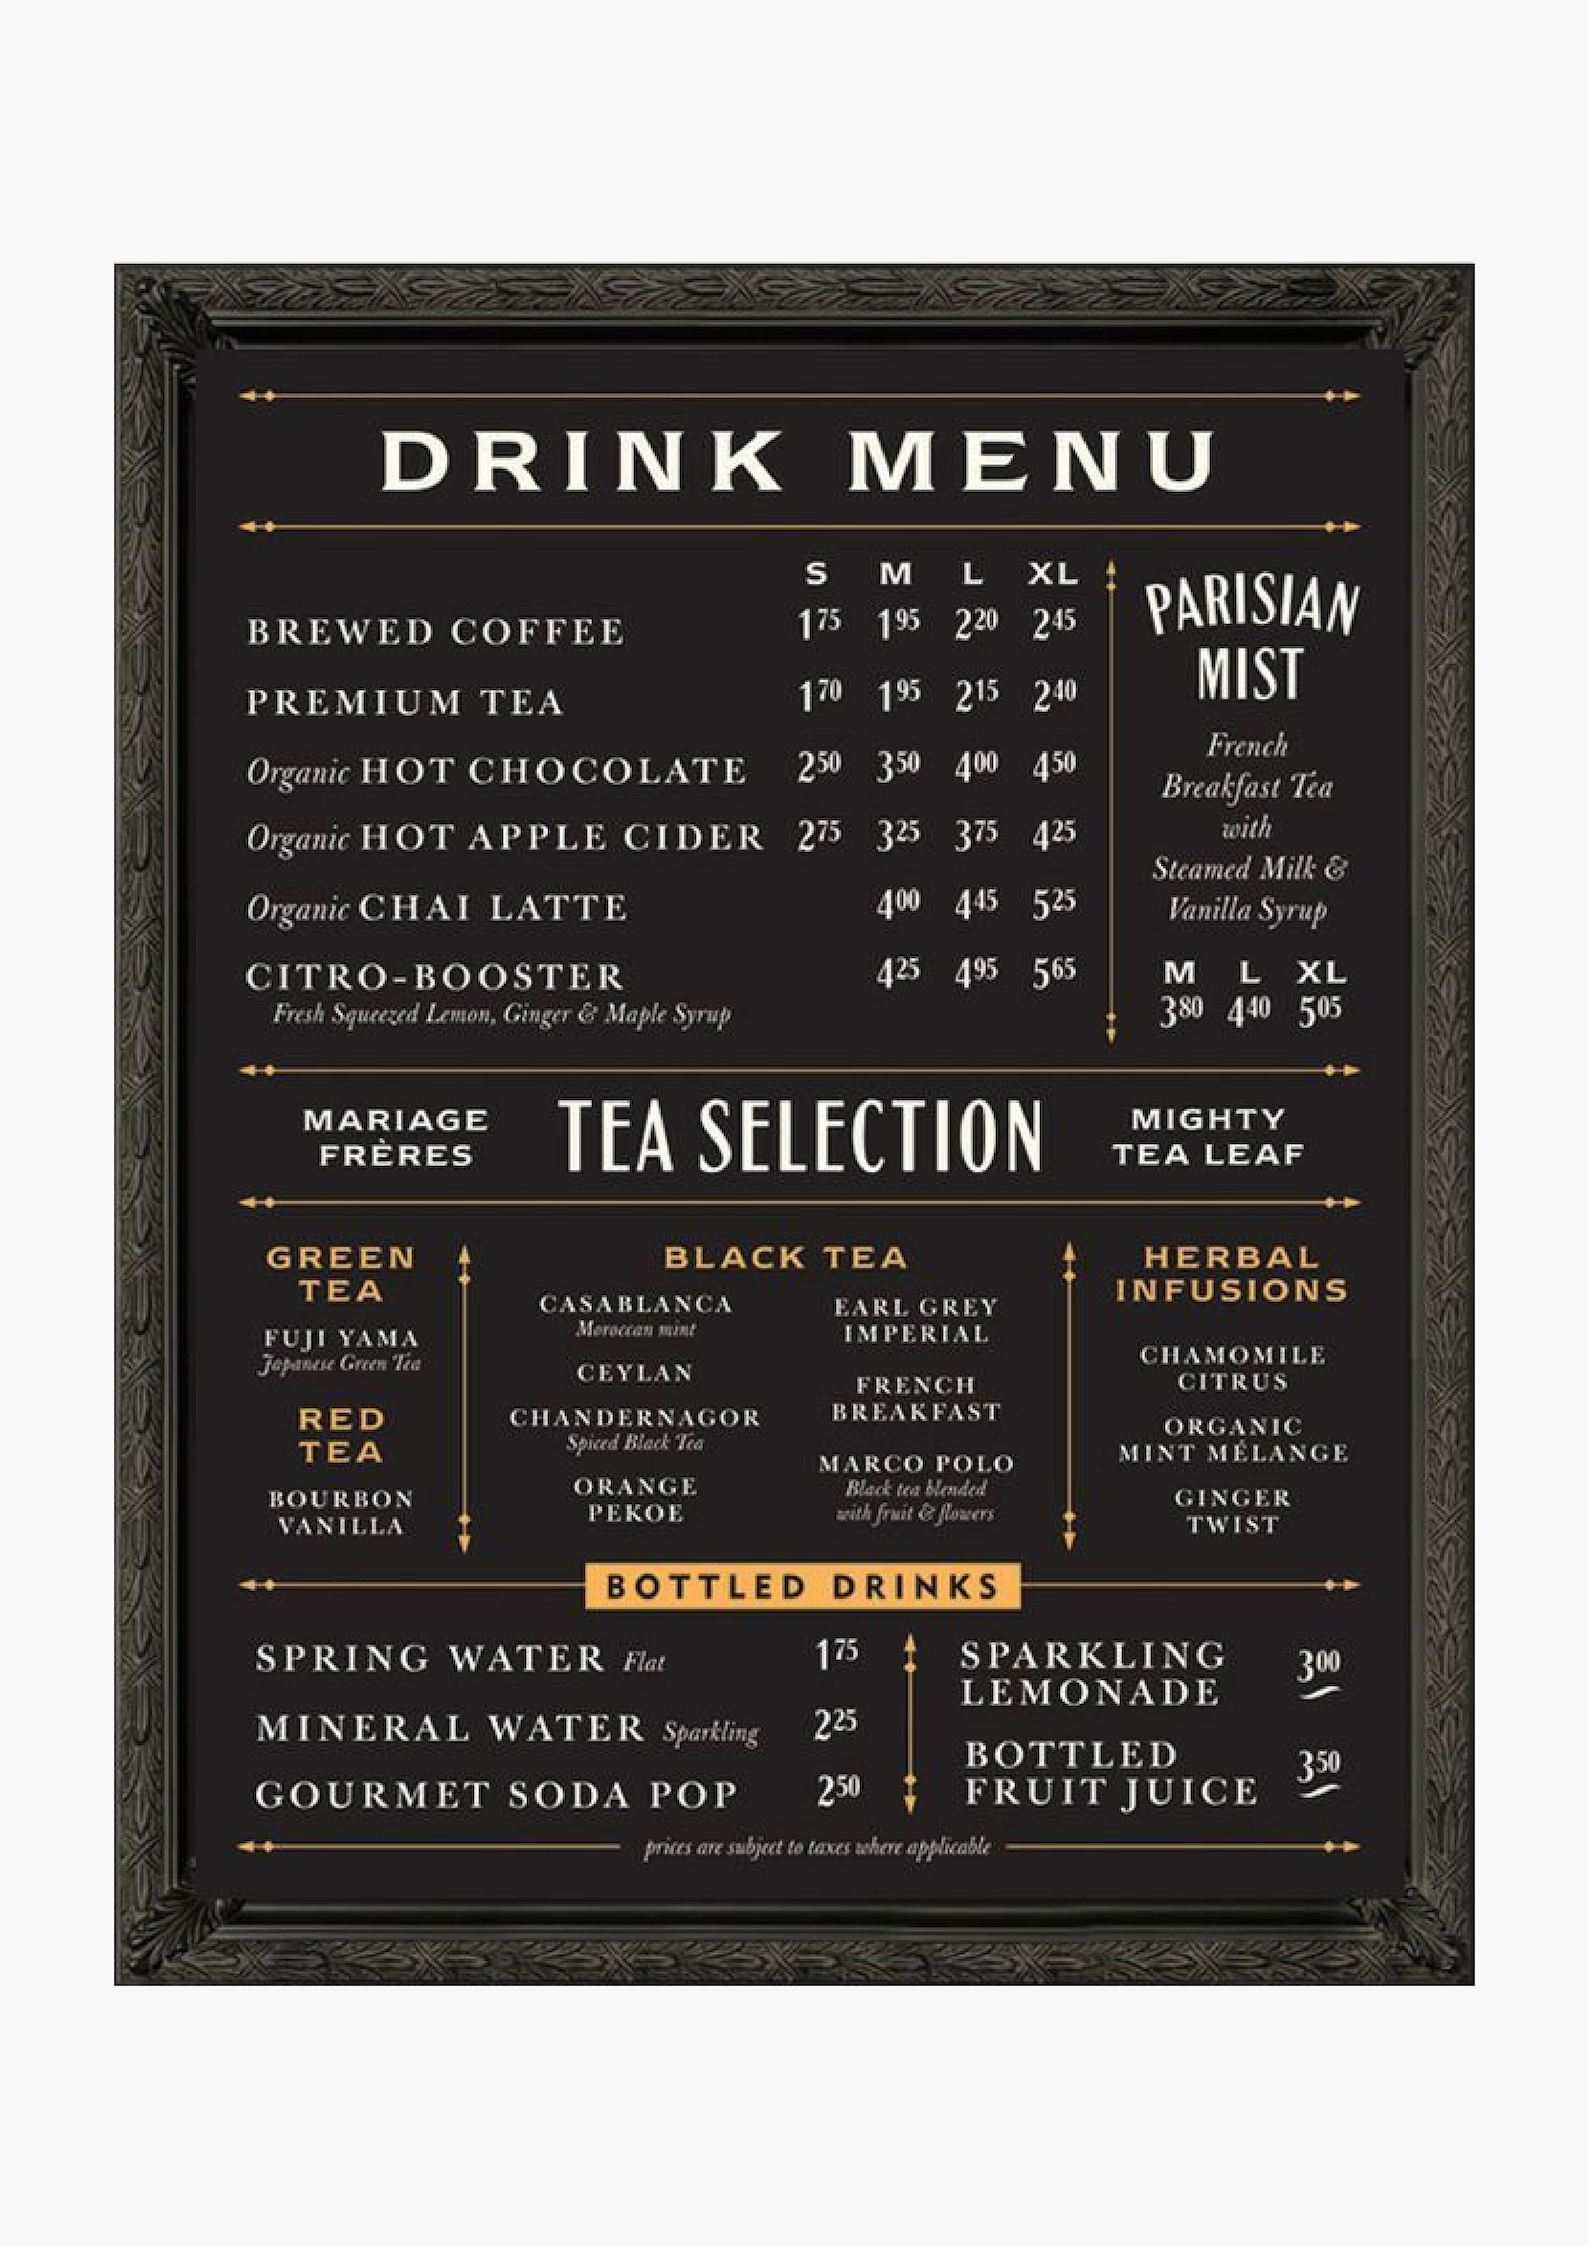 DRINK MENU
S M L XL
BREWED COFFEE 1 75 1 95 2 20 2 45
PREMIUM TEA 1 70 1 95 2 15 2 40
Organic HOT CHOCOLATE 2 50 3 50 4 00 4 50
Organic HOT APPLE CIDER 2 75 3 25 3 75 4 25
Organic CHAI LATTE 4 00 4 45 5 25
CITRO-BOOSTER 4 25 4 95 5 65
Fresh Squeezed Lemon, Ginger & Maple Syrup
PARISIAN
MIST
French
Breakfast Tea
with
Steamed Milk &
Vanilla Syrup
M L XL
3 80 4 40 5 05
MARIAGE
FRÈRES
TEA SELECTION
MIGHTY
TEA LEAF
GREEN
TEA
FUJI YAMA
Japanese Green Tea
RED
TEA
BOURBON
VANILLA
BLACK TEA
CASABLANCA
Moroccan mint
CEYLAN
CHANDERNAGOR
Spiced Black Tea
ORANGE
PEKOE
EARL GREY
IMPERIAL
FRENCH
BREAKFAST
MARCO POLO
Black tea blended
with fruit & flowers
HERBAL
INFUSIONS
CHAMOMILE
CITRUS
ORGANIC
MINT MÉLANGE
GINGER
TWIST
BOTTLED DRINKS
SPRING WATER Flat 1 75
MINERAL WATER Sparkling 2 25
GOURMET SODA POP 2 50
SPARKLING
LEMONADE 3 00
BOTTLED
FRUIT JUICE 3 50
prices are subject to taxes where applicable